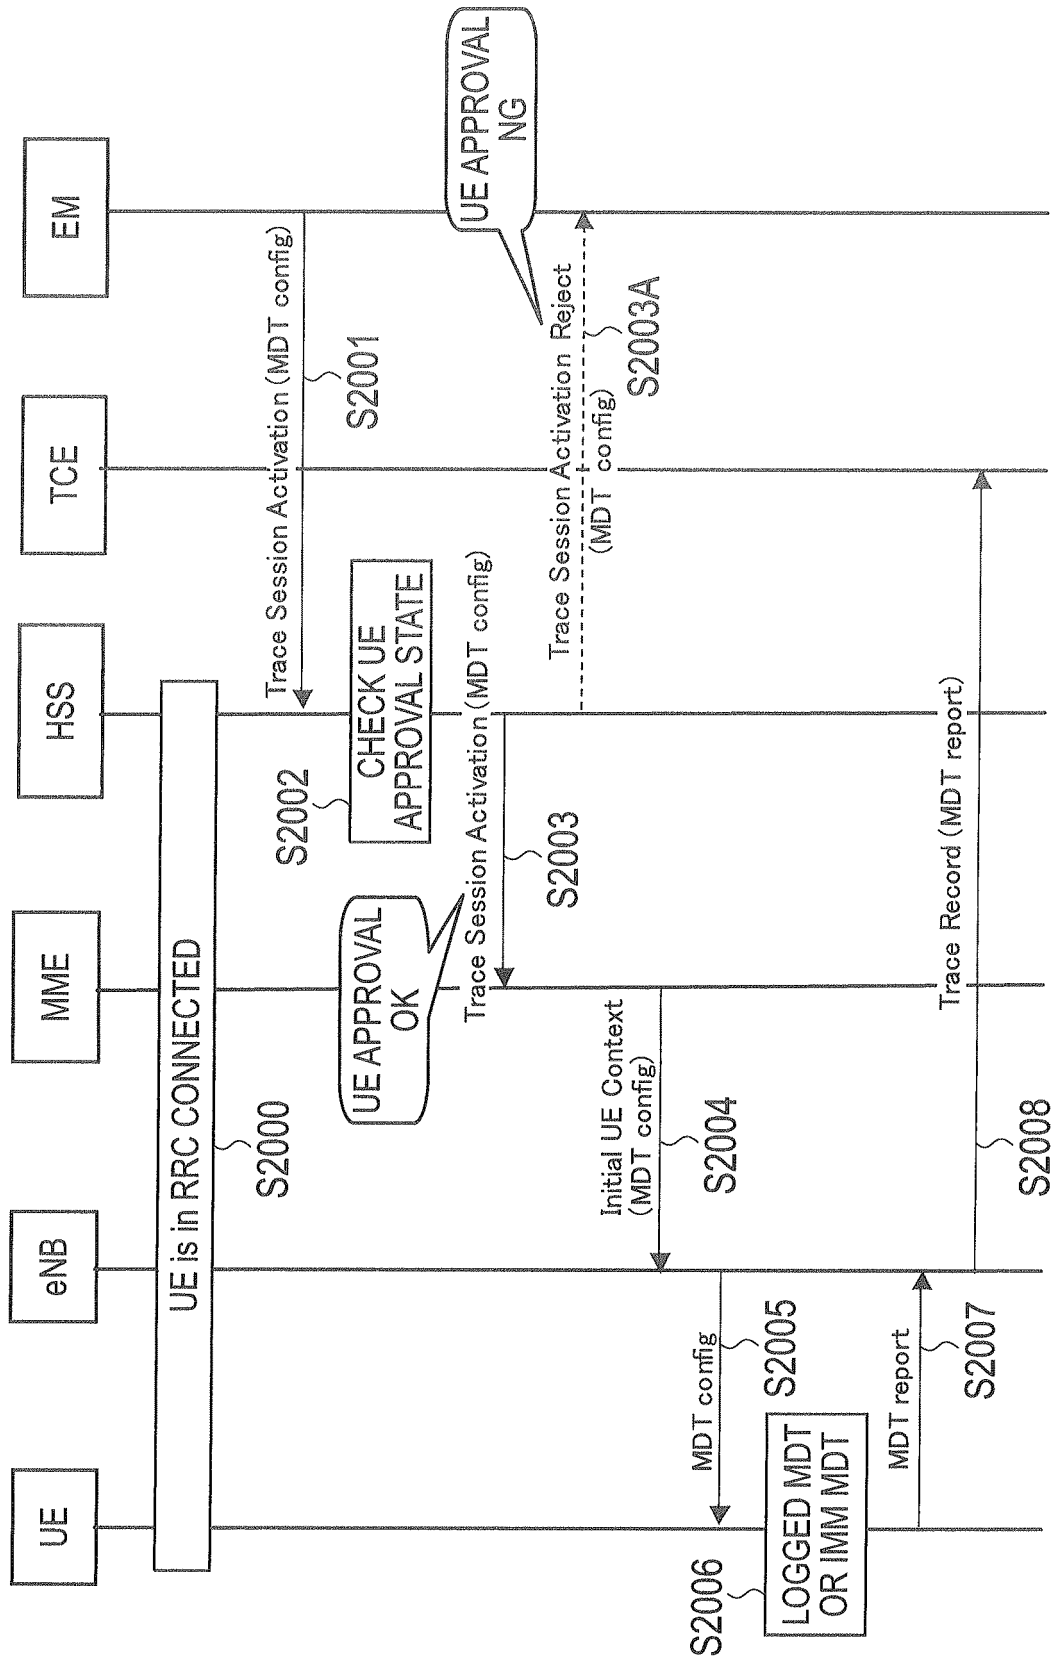 UE
eNB
MME
HSS
TCE
EM
UE is in RRC CONNECTED
S2000
Trace Session Activation (MDT config)
S2001
S2002
CHECK UE
APPROVAL STATE
UE APPROVAL
OK
Trace Session Activation (MDT config)
S2003
UE APPROVAL
NG
Trace Session Activation Reject
(MDT config)
S2003A
Initial UE Context
(MDT config)
S2004
MDT config
S2005
S2006
LOGGED MDT
OR IMM MDT
MDT report
S2007
Trace Record (MDT report)
S2008